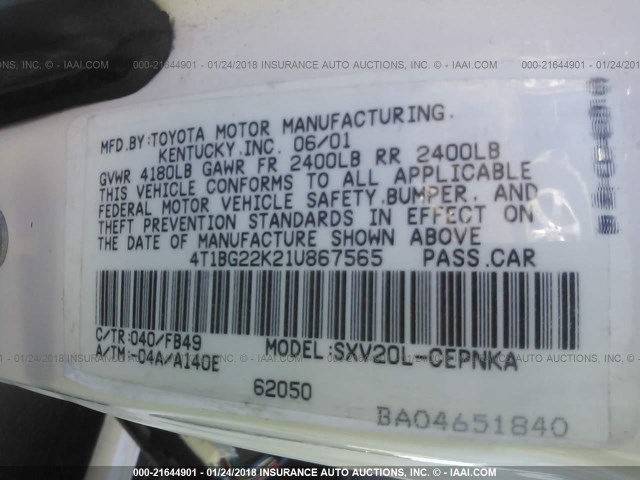 000-21644901 - 01/24/2018 INSURANCE AUTO AUCTIONS, INC. - © IAAI.COM
MFD.BY:TOYOTA MOTOR MANUFACTURING.
KENTUCKY.INC. 06/01
GVWR 4180LB GAWR FR 2400LB RR 2400LB
THIS VEHICLE CONFORMS TO ALL APPLICABLE
FEDERAL MOTOR VEHICLE SAFETY.BUMPER. AND
THEFT PREVENTION STANDARDS IN EFFECT ON
THE DATE OF MANUFACTURE SHOWN ABOVE
4T1BG22K21U867565 PASS.CAR
C/TR:040/FB49 MODEL:SXV20L-CEPNKA
A/TM:-04A/A140E
62050
BA04651840
000-21644901 - 01/24/2018 INSURANCE AUTO AUCTIONS, INC. - © IAAI.COM